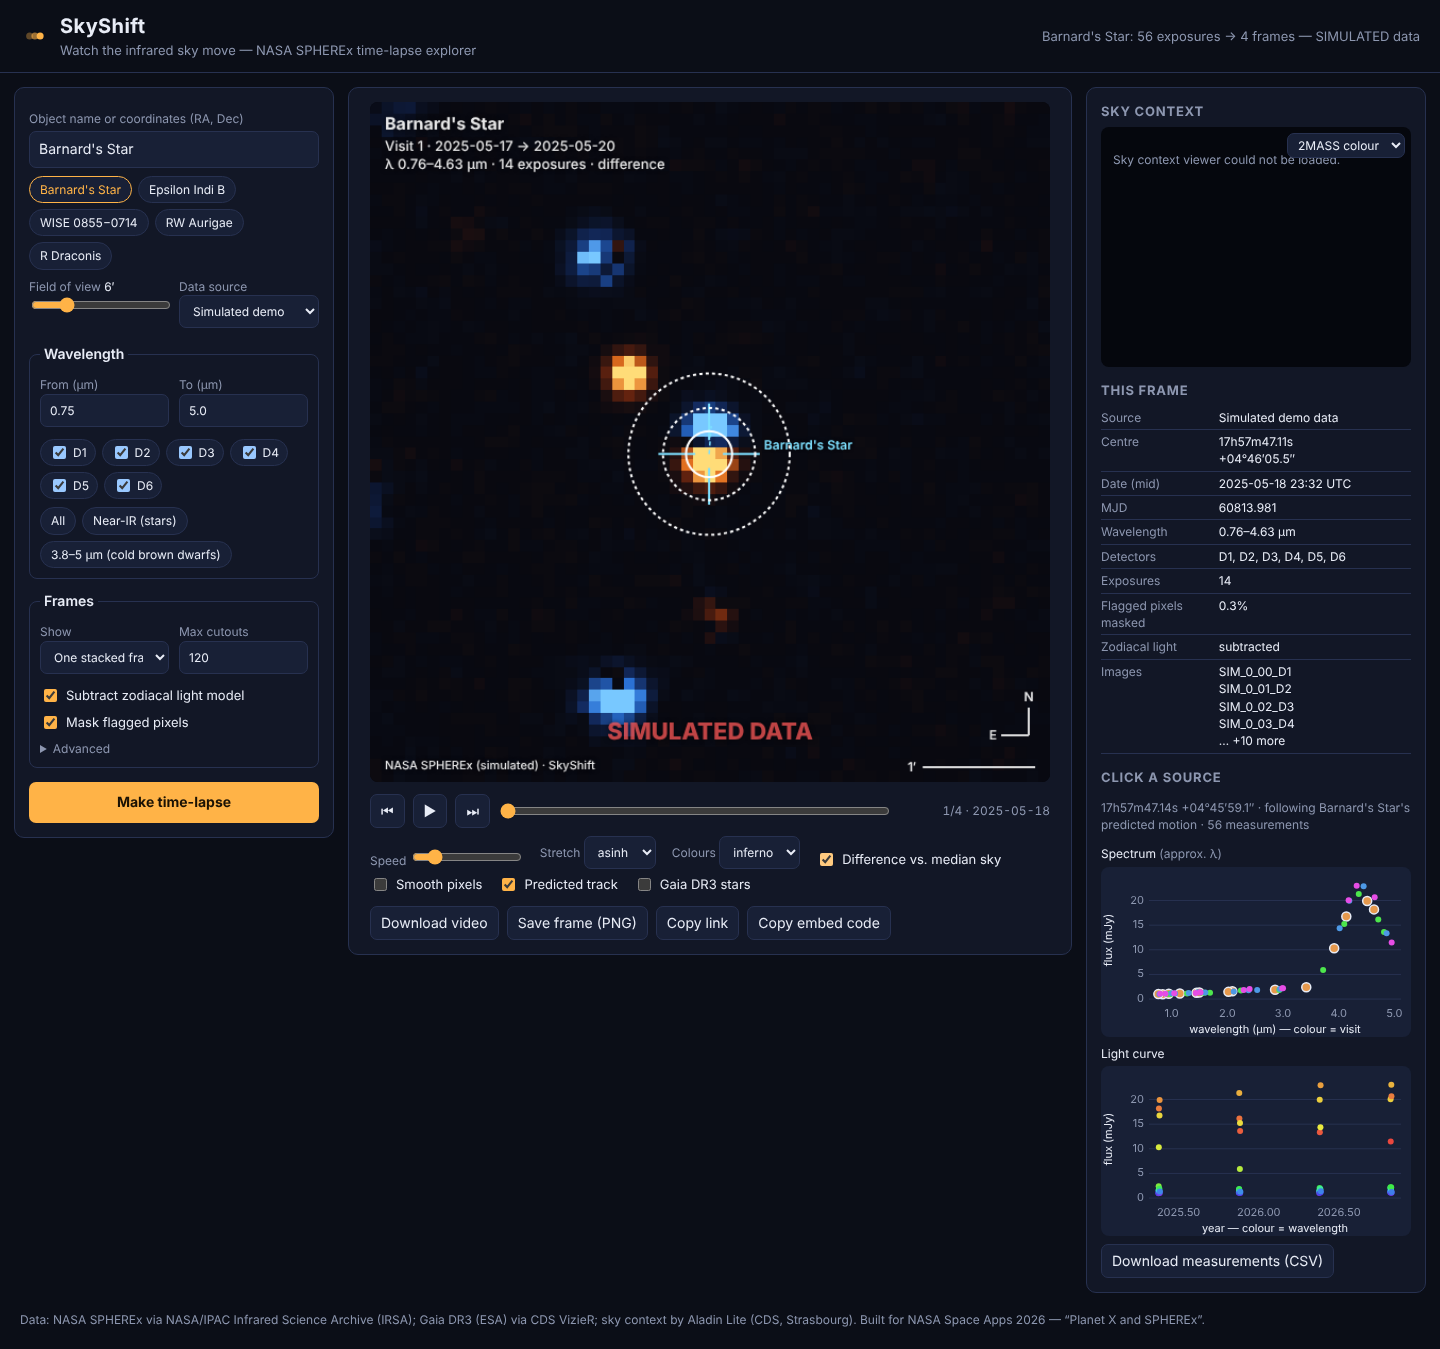 SkyShift
Watch the infrared sky move — NASA SPHEREx time-lapse explorer
Barnard's Star: 56 exposures → 4 frames — SIMULATED data
Object name or coordinates (RA, Dec)
Barnard's Star
Barnard's Star
Epsilon Indi B
WISE 0855−0714
RW Aurigae
R Draconis
Field of view 6′
Data source
Simulated demo
Wavelength
From (µm)
To (µm)
0.75
5.0
D1
D2
D3
D4
D5
D6
All
Near-IR (stars)
3.8–5 µm (cold brown dwarfs)
Frames
Show
Max cutouts
One stacked fra
120
Subtract zodiacal light model
Mask flagged pixels
Advanced
Make time-lapse
Barnard's Star
Visit 1 · 2025-05-17 → 2025-05-20
λ 0.76–4.63 µm · 14 exposures · difference
Barnard's Star
SIMULATED DATA
N
E
NASA SPHEREx (simulated) · SkyShift
1′
1/4 · 2025-05-18
Speed
Stretch
asinh
Colours
inferno
Difference vs. median sky
Smooth pixels
Predicted track
Gaia DR3 stars
Download video
Save frame (PNG)
Copy link
Copy embed code
SKY CONTEXT
2MASS colour
Sky context viewer could not be loaded.
THIS FRAME
Source Simulated demo data
Centre 17h57m47.11s
+04°46′05.5″
Date (mid) 2025-05-18 23:32 UTC
MJD 60813.981
Wavelength 0.76–4.63 µm
Detectors D1, D2, D3, D4, D5, D6
Exposures 14
Flagged pixels 0.3%
masked
Zodiacal light subtracted
Images SIM_0_00_D1
SIM_0_01_D2
SIM_0_02_D3
SIM_0_03_D4
… +10 more
CLICK A SOURCE
17h57m47.14s +04°45′59.1″ · following Barnard's Star's
predicted motion · 56 measurements
Spectrum (approx. λ)
flux (mJy)
20
15
10
5
0
1.0 2.0 3.0 4.0 5.0
wavelength (µm) — colour = visit
Light curve
flux (mJy)
20
15
10
5
0
2025.50 2026.00 2026.50
year — colour = wavelength
Download measurements (CSV)
Data: NASA SPHEREx via NASA/IPAC Infrared Science Archive (IRSA); Gaia DR3 (ESA) via CDS VizieR; sky context by Aladin Lite (CDS, Strasbourg). Built for NASA Space Apps 2026 — “Planet X and SPHEREx”.